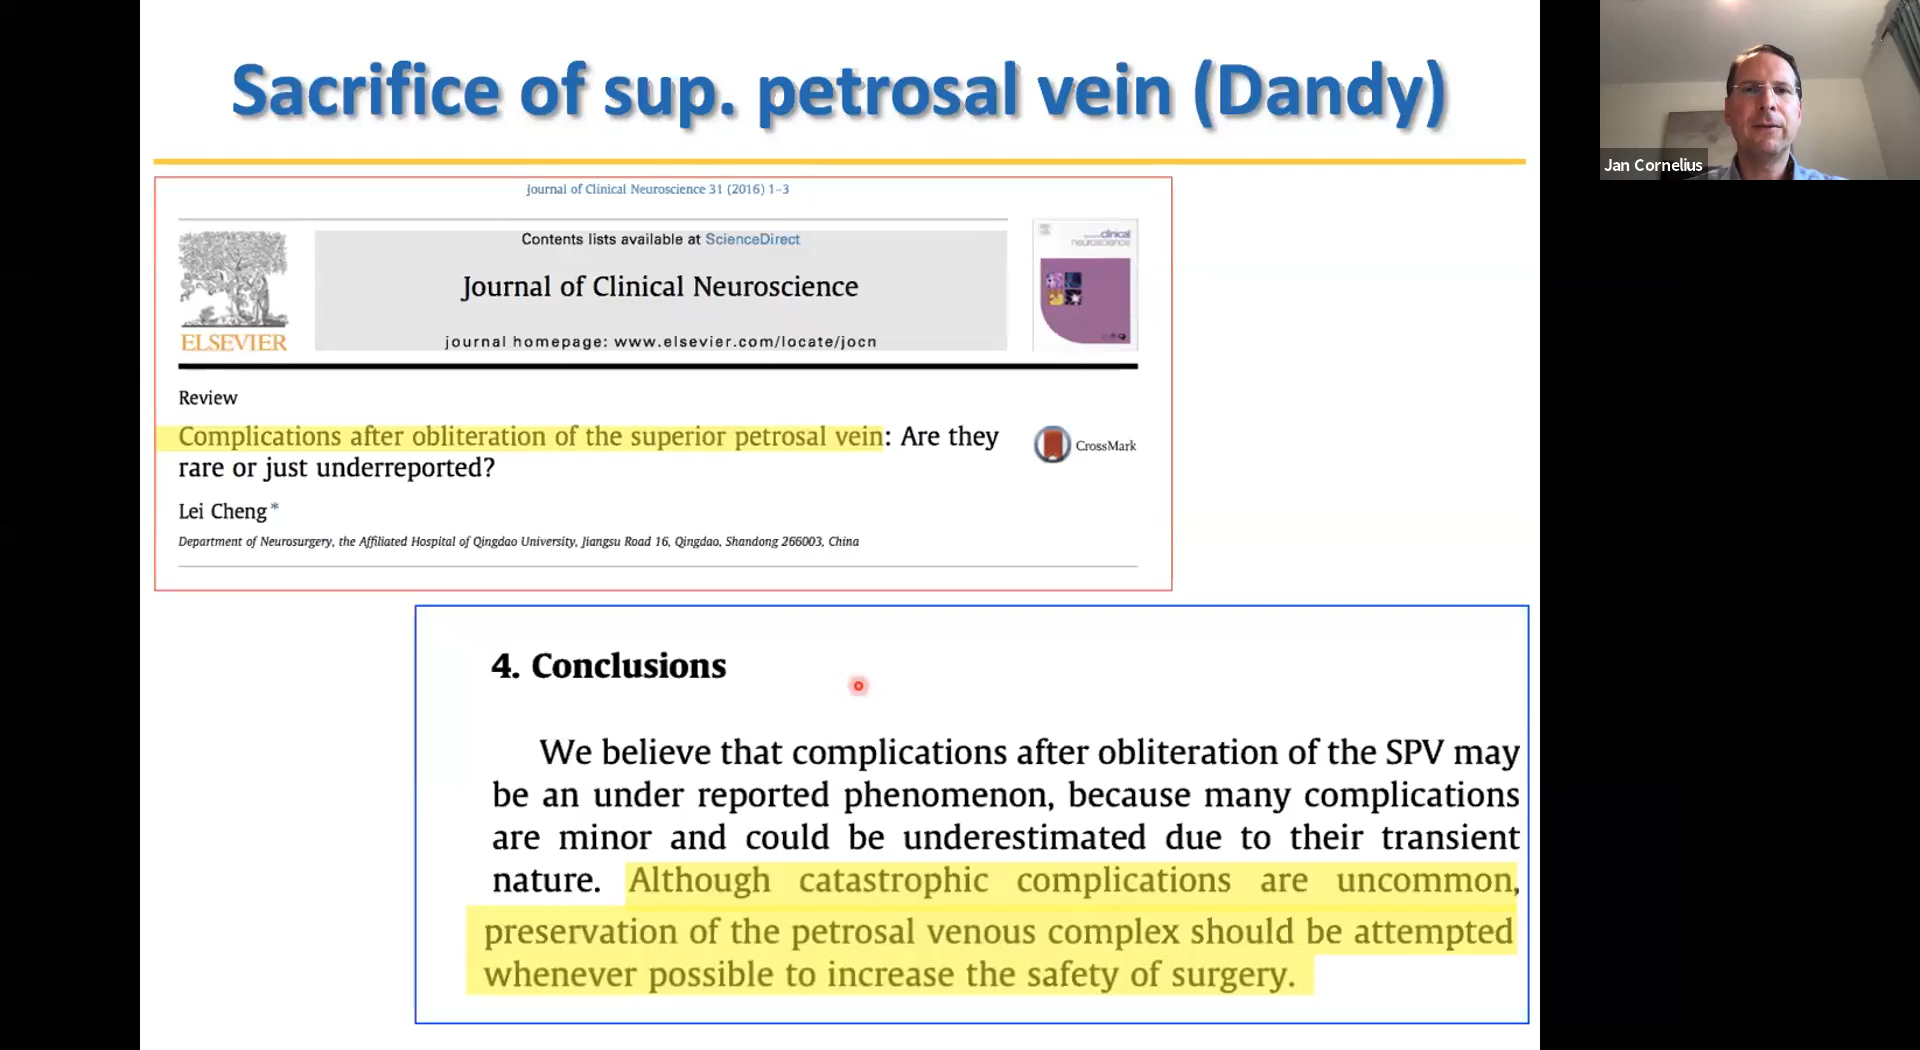 Sacrifice of sup. petrosal vein (Dandy)
Jan Cornelius
Journal of Clinical Neuroscience 31 (2016) 1–3
Contents lists available at ScienceDirect
Journal of Clinical Neuroscience
journal homepage: www.elsevier.com/locate/jocn
ELSEVIER
clinical
neuroscience
Review
Complications after obliteration of the superior petrosal vein: Are they
rare or just underreported?
CrossMark
Lei Cheng *
Department of Neurosurgery, the Affiliated Hospital of Qingdao University, Jiangsu Road 16, Qingdao, Shandong 266003, China
4. Conclusions
We believe that complications after obliteration of the SPV may
be an under reported phenomenon, because many complications
are minor and could be underestimated due to their transient
nature. Although catastrophic complications are uncommon,
preservation of the petrosal venous complex should be attempted
whenever possible to increase the safety of surgery.